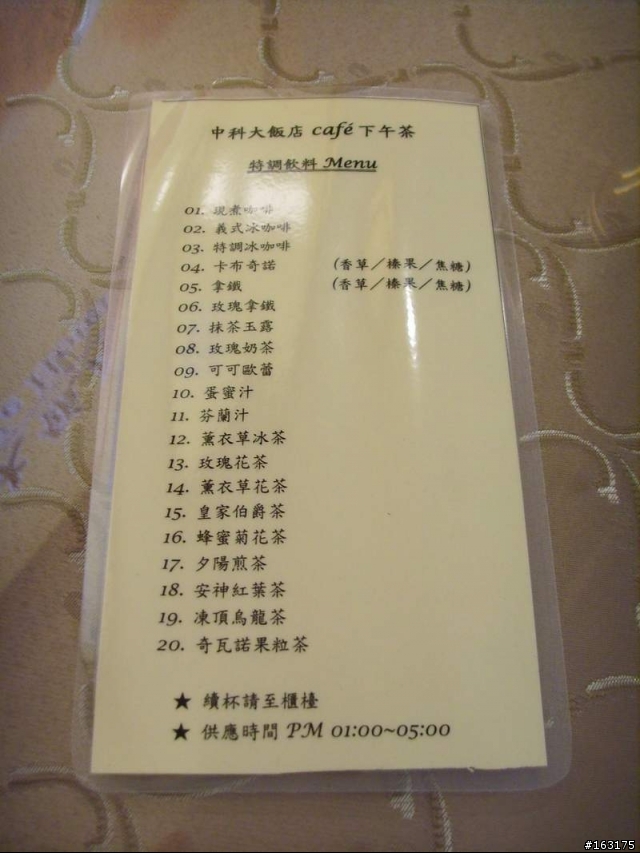 中科大飯店 café 下午茶
特調飲料 Menu
01. 現煮咖啡
02. 義式冰咖啡
03. 特調冰咖啡
04. 卡布奇諾 (香草／榛果／焦糖)
05. 拿鐵 (香草／榛果／焦糖)
06. 玫瑰拿鐵
07. 抹茶玉露
08. 玫瑰奶茶
09. 可可歐蕾
10. 蛋蜜汁
11. 芬蘭汁
12. 薰衣草冰茶
13. 玫瑰花茶
14. 薰衣草花茶
15. 皇家伯爵茶
16. 蜂蜜菊花茶
17. 夕陽煎茶
18. 安神紅葉茶
19. 凍頂烏龍茶
20. 奇瓦諾果粒茶
★ 續杯請至櫃檯
★ 供應時間 PM 01:00~05:00
#163175